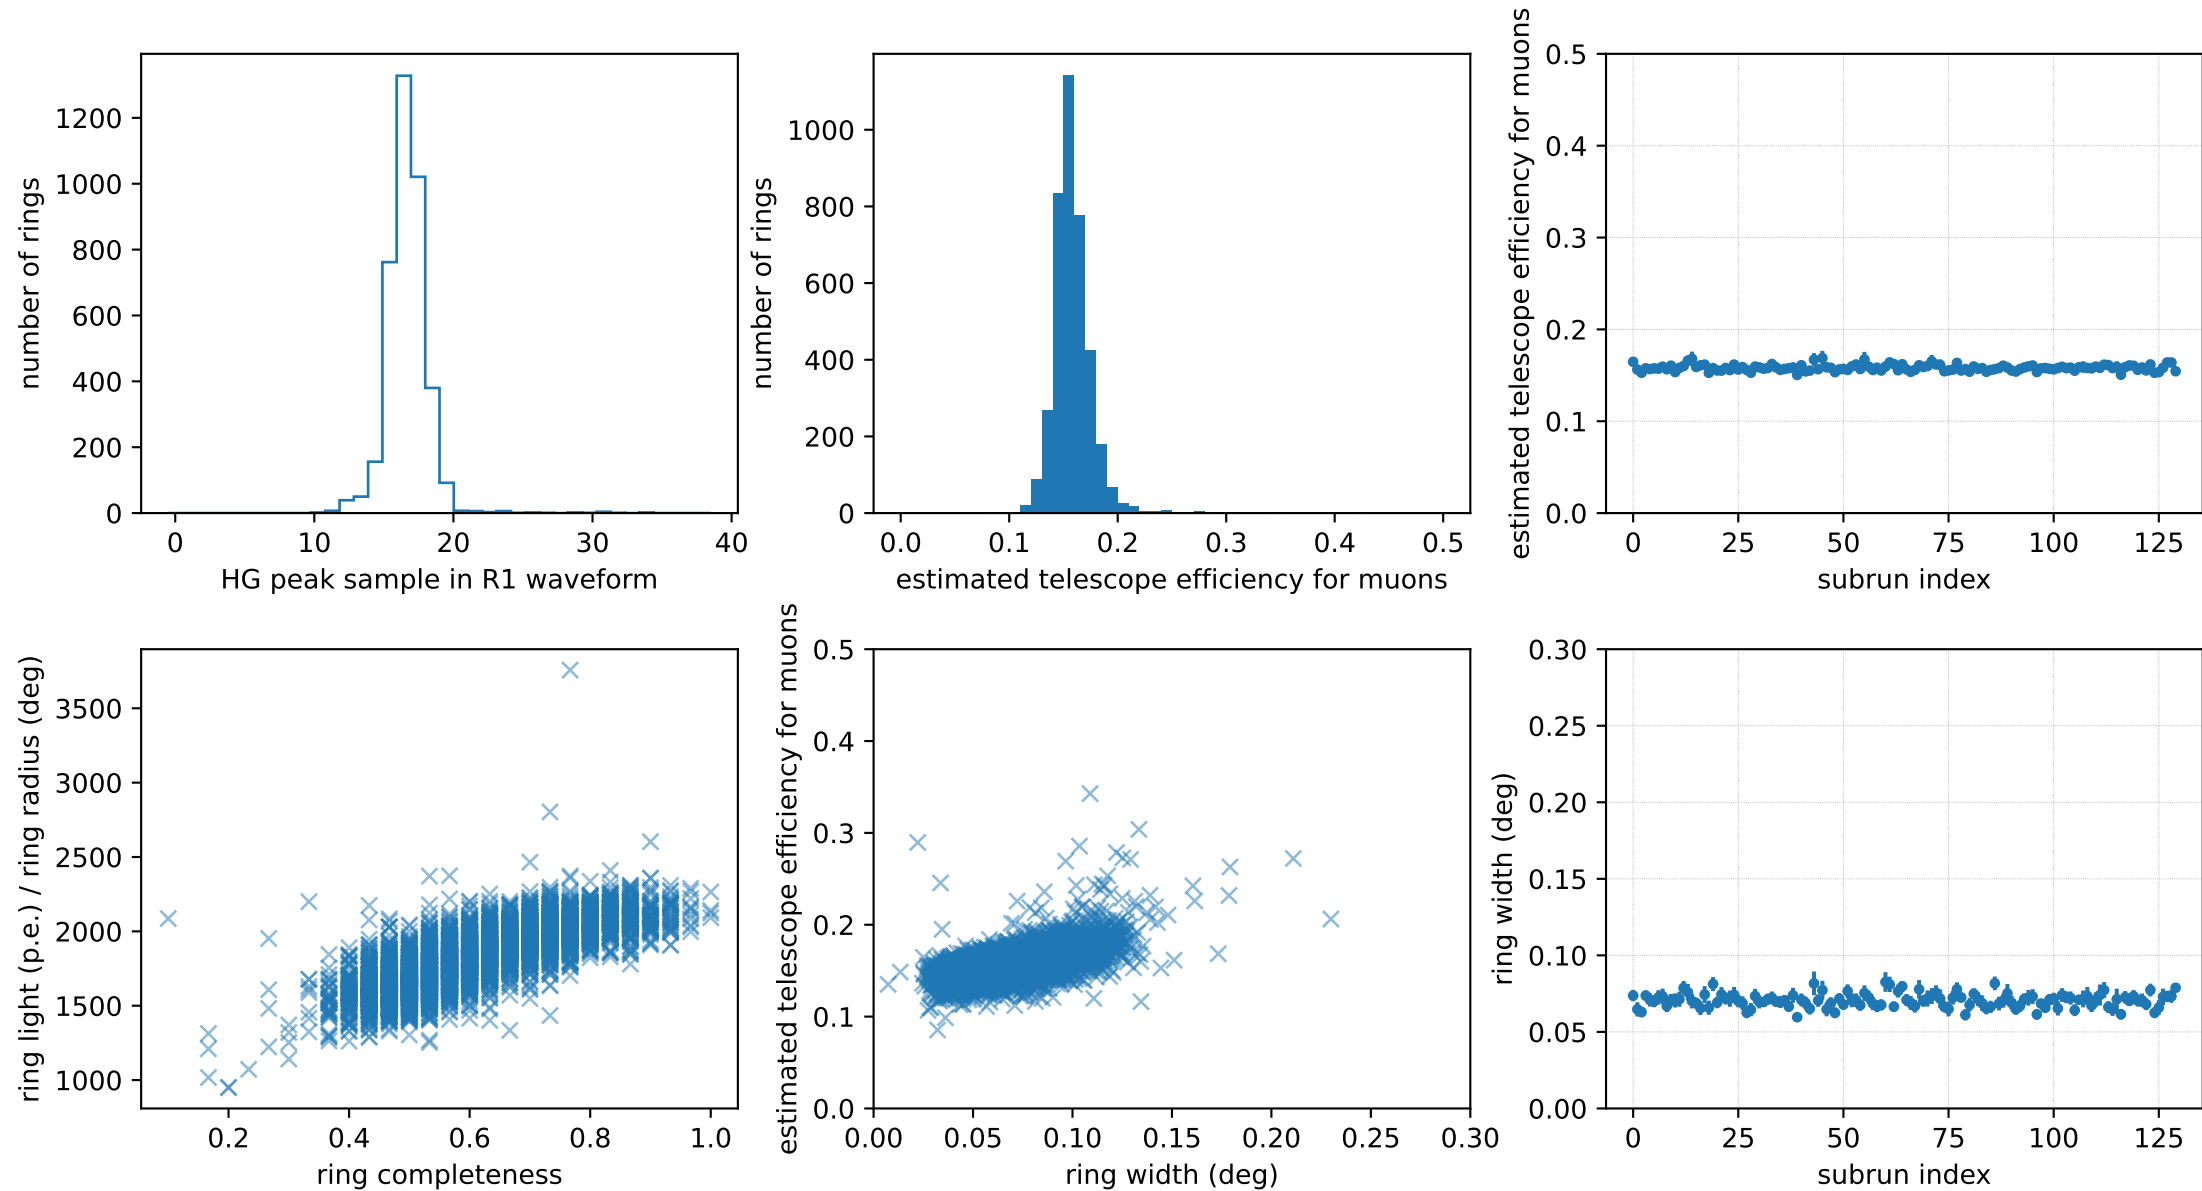 number of rings
1200
1000
800
600
400
200
0
0 10 20 30 40
HG peak sample in R1 waveform
number of rings
1000
800
600
400
200
0
0.0 0.1 0.2 0.3 0.4 0.5
estimated telescope efficiency for muons
estimated telescope efficiency for muons
0.5
0.4
0.3
0.2
0.1
0.0
0 25 50 75 100 125
subrun index
ring light (p.e.) / ring radius (deg)
3500
3000
2500
2000
1500
1000
0.2 0.4 0.6 0.8 1.0
ring completeness
estimated telescope efficiency for muons
0.5
0.4
0.3
0.2
0.1
0.0
0.00 0.05 0.10 0.15 0.20 0.25 0.30
ring width (deg)
ring width (deg)
0.30
0.25
0.20
0.15
0.10
0.05
0.00
0 25 50 75 100 125
subrun index